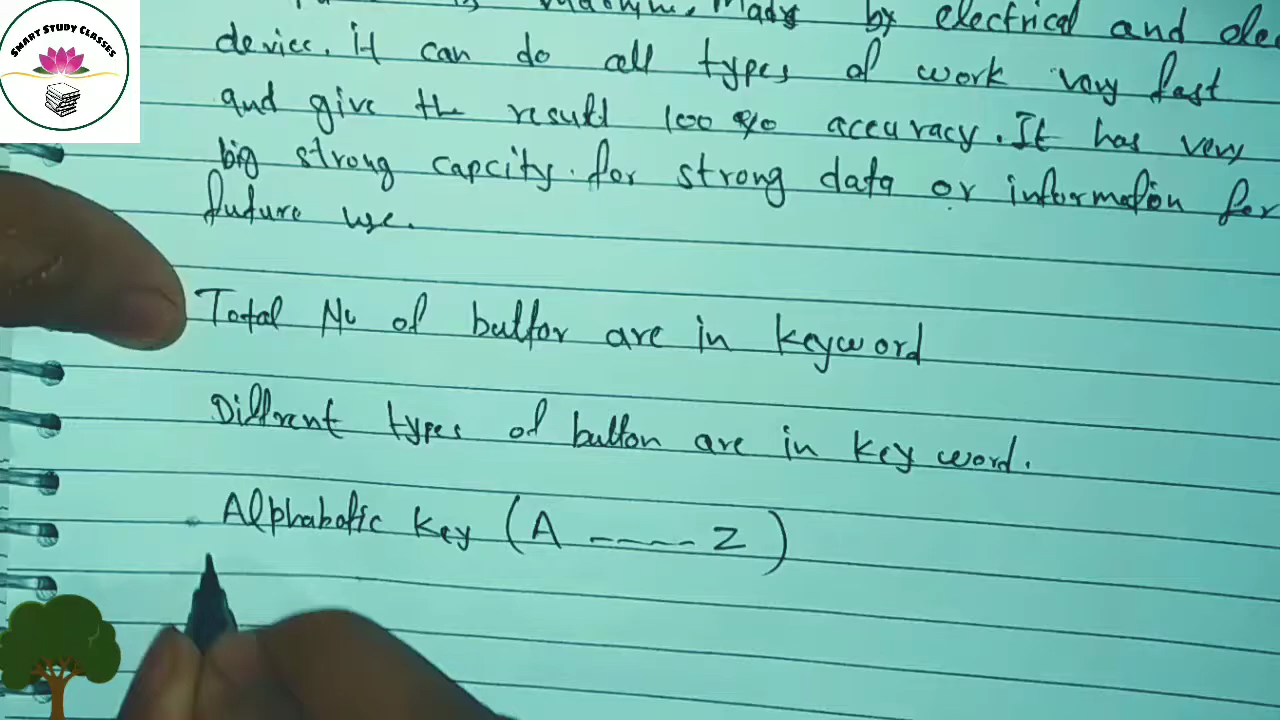 SMART STUDY CLASSES
by electrical and
device. it can do all types of work very fast
and give the result 100 % accuracy. It has very
big strong capcity. for strong data or information for
future use.
Total No of buttor are in keyword
Diffrent types of button are in key word.
Alphabetic key (A ----- Z)